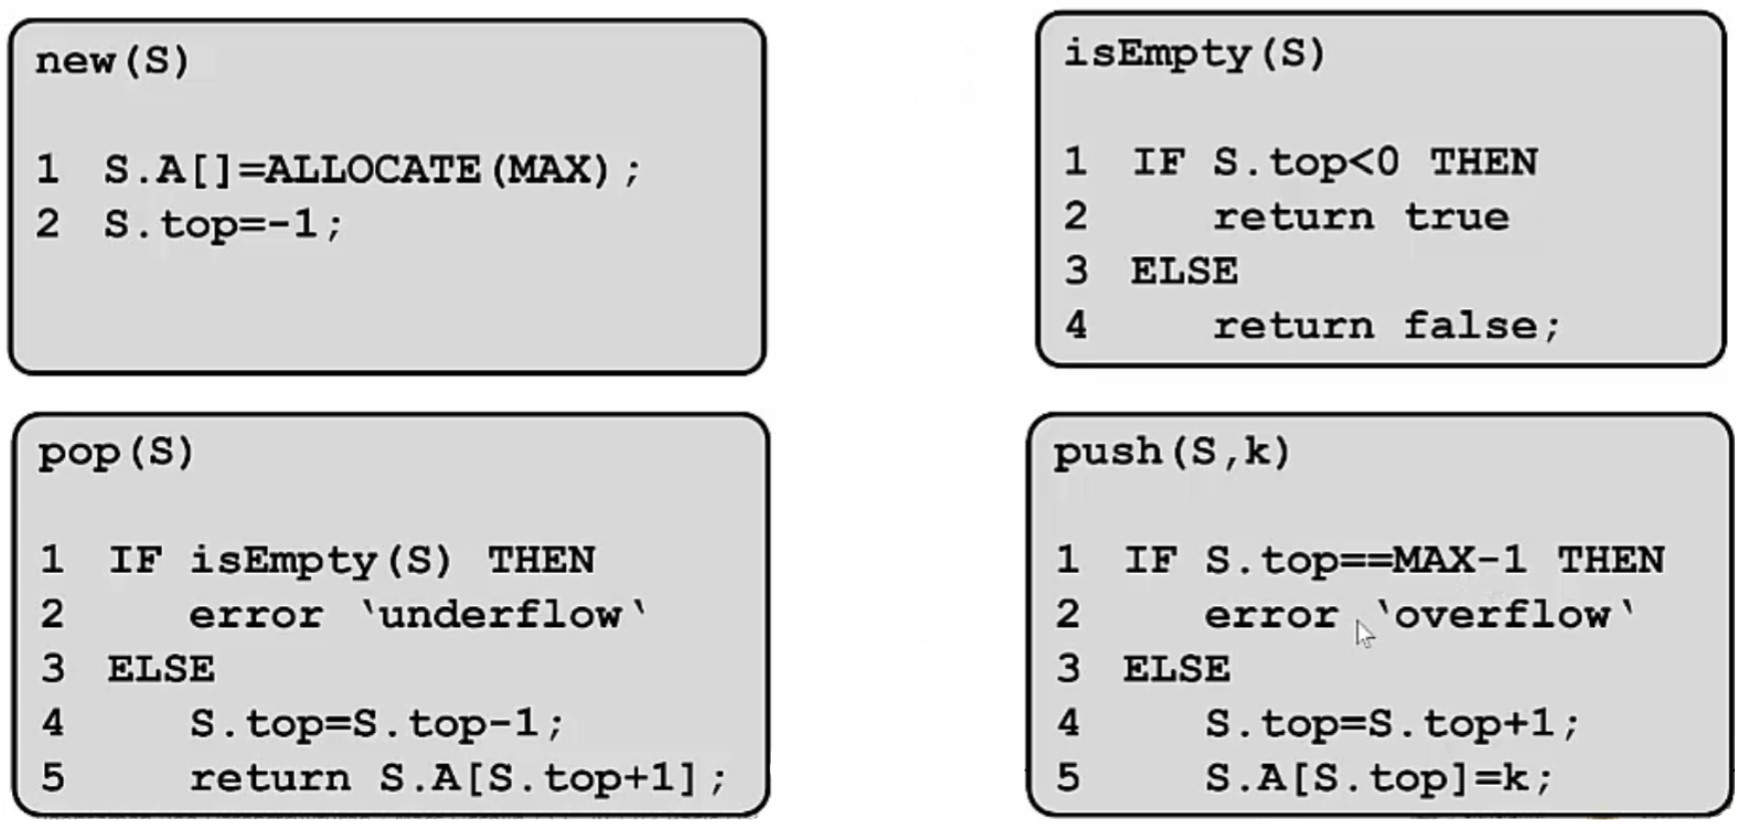 new(S)
1 S.A[]=ALLOCATE(MAX);
2 S.top=-1;
isEmpty(S)
1 IF S.top<0 THEN
2 return true
3 ELSE
4 return false;
pop(S)
1 IF isEmpty(S) THEN
2 error ‵underflow‵
3 ELSE
4 S.top=S.top-1;
5 return S.A[S.top+1];
push(S,k)
1 IF S.top==MAX-1 THEN
2 error ‵overflow‵
3 ELSE
4 S.top=S.top+1;
5 S.A[S.top]=k;